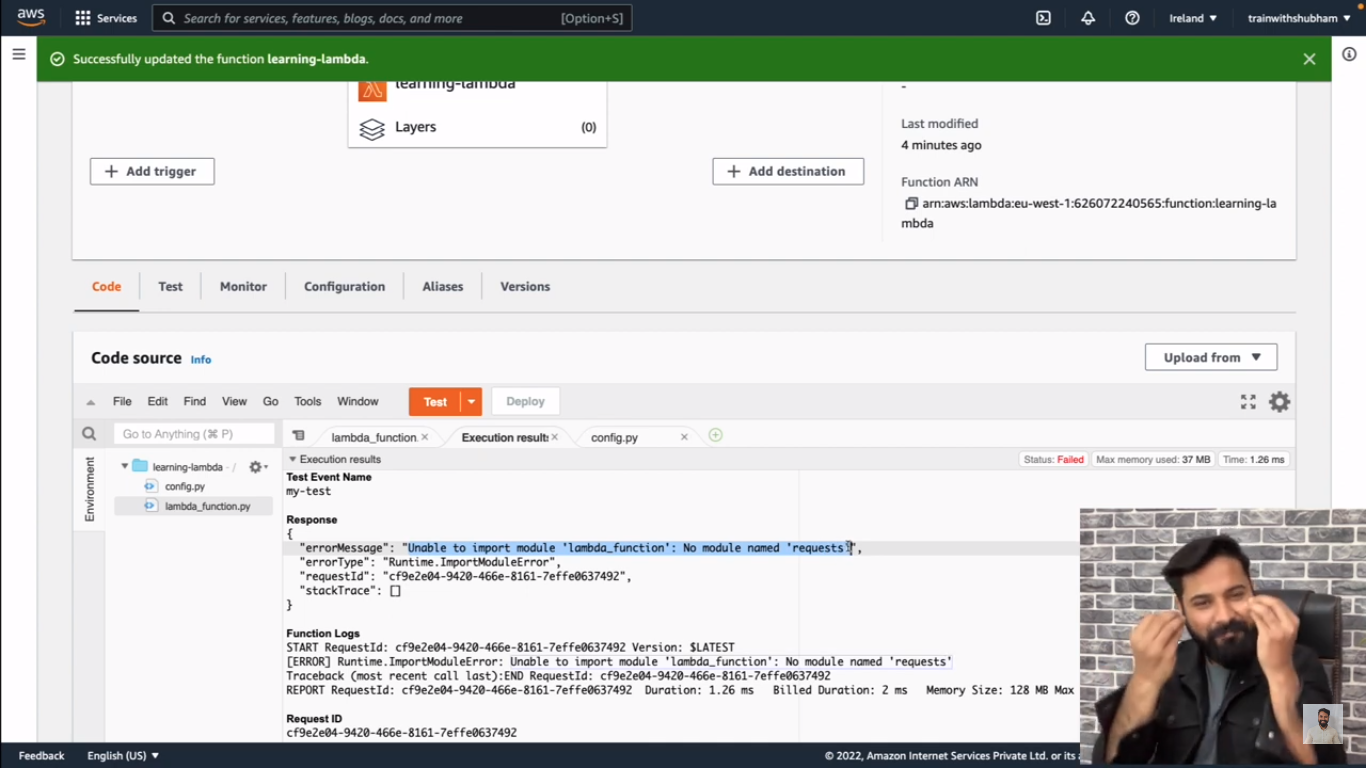 aws
Services
Search for services, features, blogs, docs, and more
[Option+S]
Ireland ▼
trainwithshubham ▼
Successfully updated the function learning-lambda.
learning-lambda
Layers
(0)
+ Add trigger
+ Add destination
-
Last modified
4 minutes ago
Function ARN
arn:aws:lambda:eu-west-1:626072240565:function:learning-la
mbda
Code
Test
Monitor
Configuration
Aliases
Versions
Code source Info
Upload from ▼
File Edit Find View Go Tools Window
Test
Deploy
Go to Anything (⌘ P)
lambda_function.
Execution results
config.py
Environment
learning-lambda - /
config.py
lambda_function.py
Execution results
Status: Failed
Max memory used: 37 MB
Time: 1.26 ms
Test Event Name
my-test
Response
{
"errorMessage": "Unable to import module 'lambda_function': No module named 'requests'",
"errorType": "Runtime.ImportModuleError",
"requestId": "cf9e2e04-9420-466e-8161-7effe0637492",
"stackTrace": []
}
Function Logs
START RequestId: cf9e2e04-9420-466e-8161-7effe0637492 Version: $LATEST
[ERROR] Runtime.ImportModuleError: Unable to import module 'lambda_function': No module named 'requests'
Traceback (most recent call last):END RequestId: cf9e2e04-9420-466e-8161-7effe0637492
REPORT RequestId: cf9e2e04-9420-466e-8161-7effe0637492 Duration: 1.26 ms Billed Duration: 2 ms Memory Size: 128 MB Max
Request ID
cf9e2e04-9420-466e-8161-7effe0637492
Feedback
English (US) ▼
© 2022, Amazon Internet Services Private Ltd. or its a